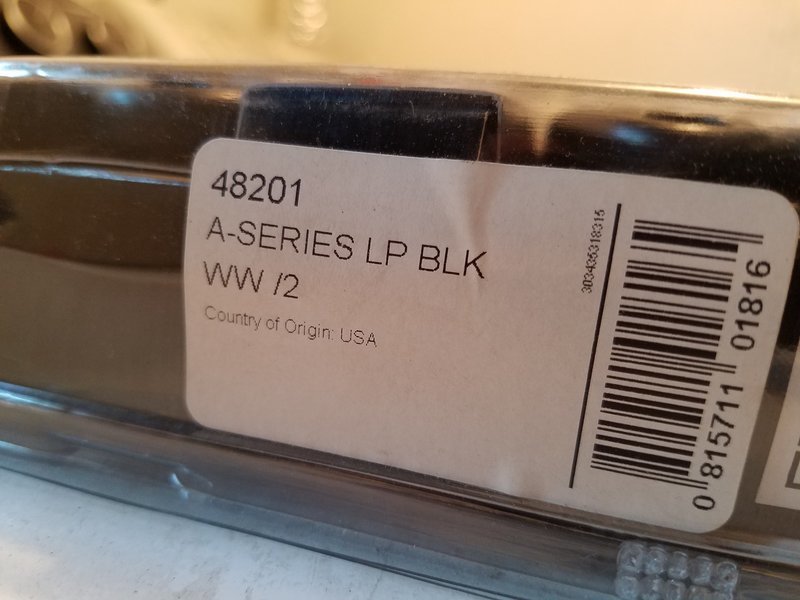 48201
A-SERIES LP BLK
WW /2
Country of Origin: USA
303435318315
0 815711 01816